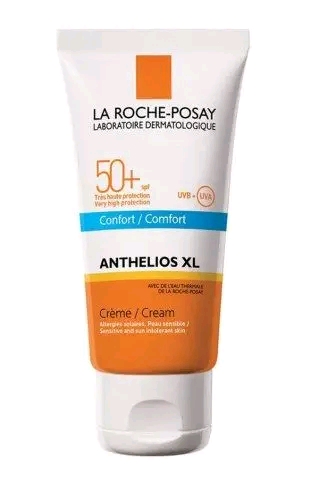 LA ROCHE-POSAY
LABORATOIRE DERMATOLOGIQUE
50+ spf
Très haute protection
Very high protection
UVB + UVA
Confort / Comfort
ANTHELIOS XL
AVEC DE L'EAU THERMALE
DE LA ROCHE-POSAY
Crème / Cream
Allergies solaires, Peau sensible /
Sensitive and sun intolerant skin